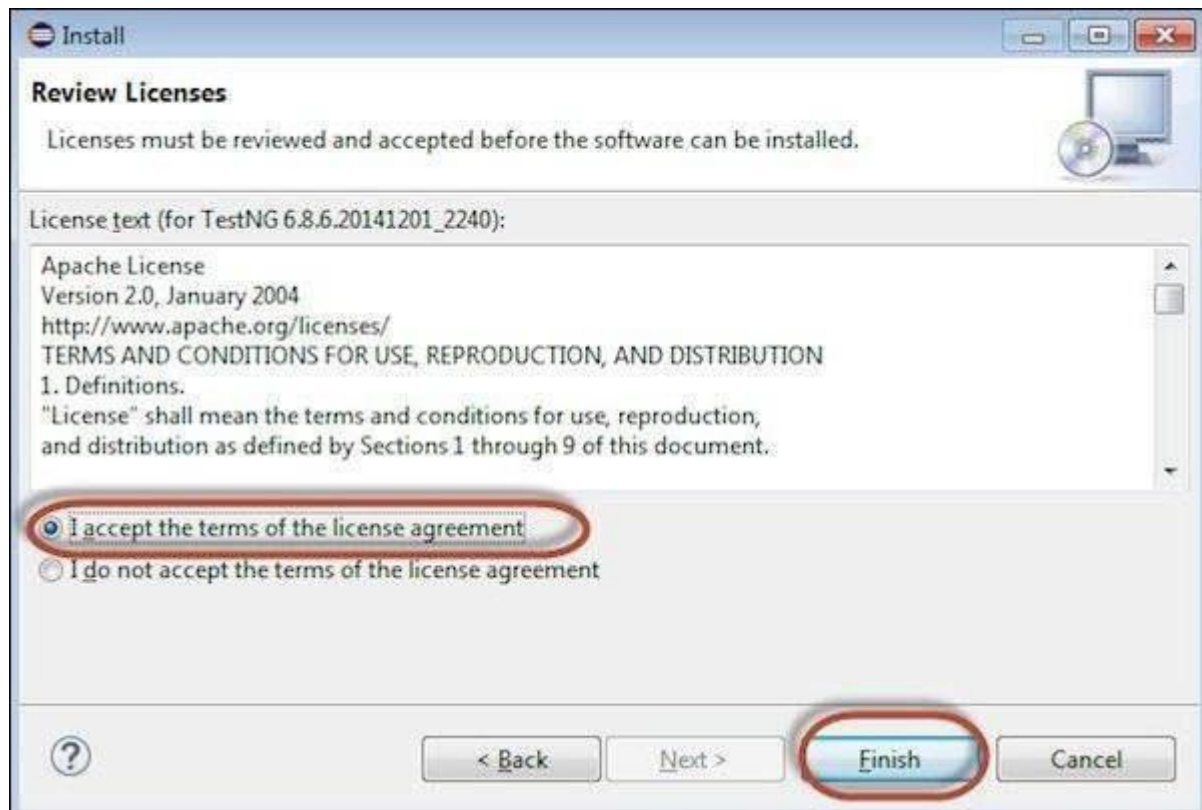 Install
Review Licenses
Licenses must be reviewed and accepted before the software can be installed.
License text (for TestNG 6.8.6.20141201_2240):
Apache License
Version 2.0, January 2004
http://www.apache.org/licenses/
TERMS AND CONDITIONS FOR USE, REPRODUCTION, AND DISTRIBUTION
1. Definitions.
"License" shall mean the terms and conditions for use, reproduction,
and distribution as defined by Sections 1 through 9 of this document.
I accept the terms of the license agreement
I do not accept the terms of the license agreement
? < Back Next > Finish Cancel